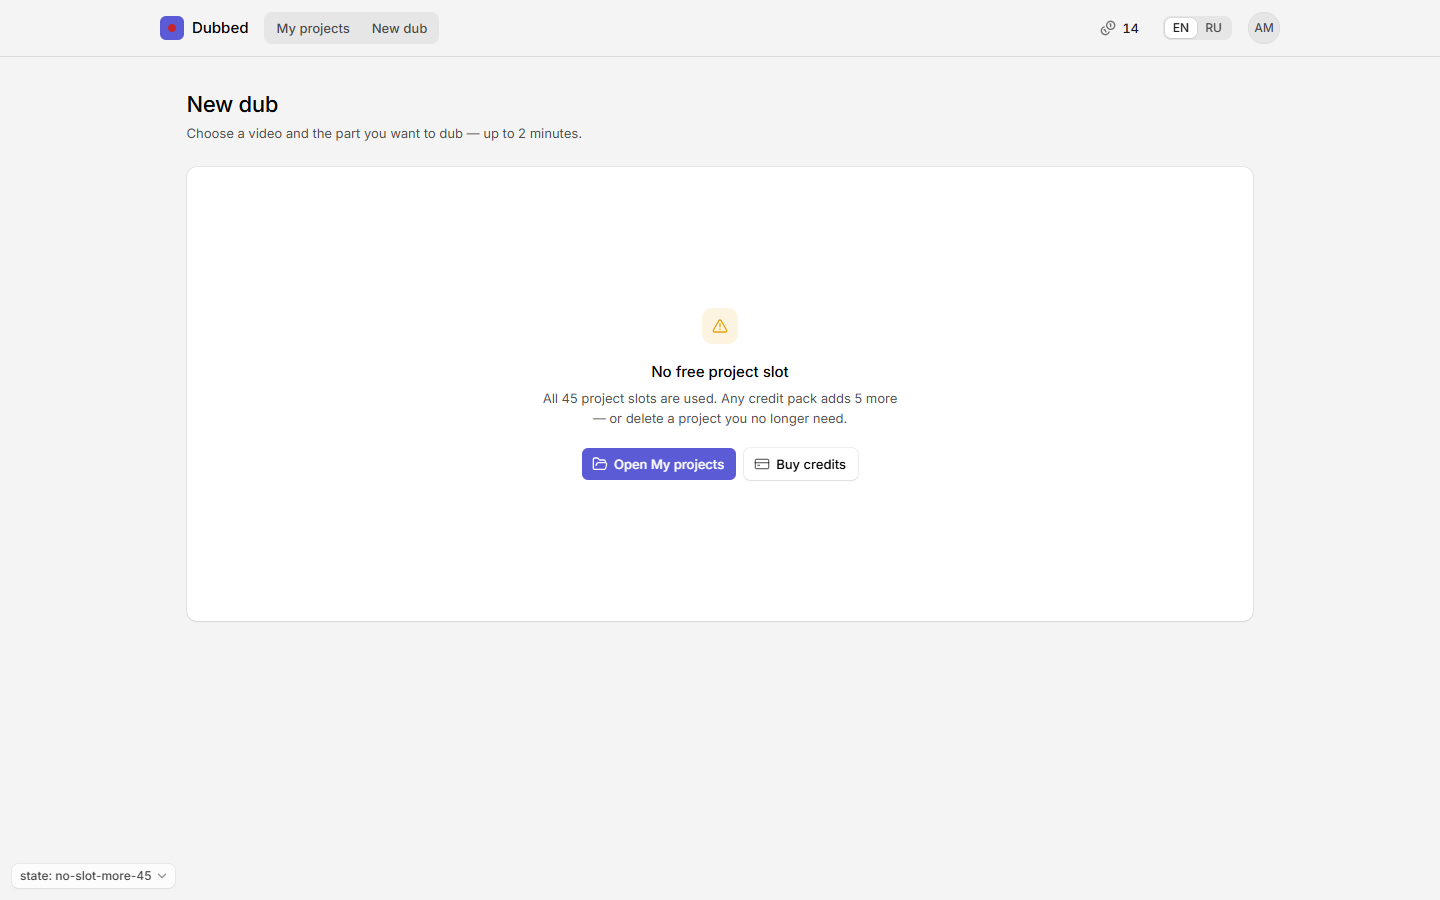 Dubbed
My projects
New dub
14
EN
RU
AM
New dub
Choose a video and the part you want to dub — up to 2 minutes.
No free project slot
All 45 project slots are used. Any credit pack adds 5 more
— or delete a project you no longer need.
Open My projects
Buy credits
state: no-slot-more-45